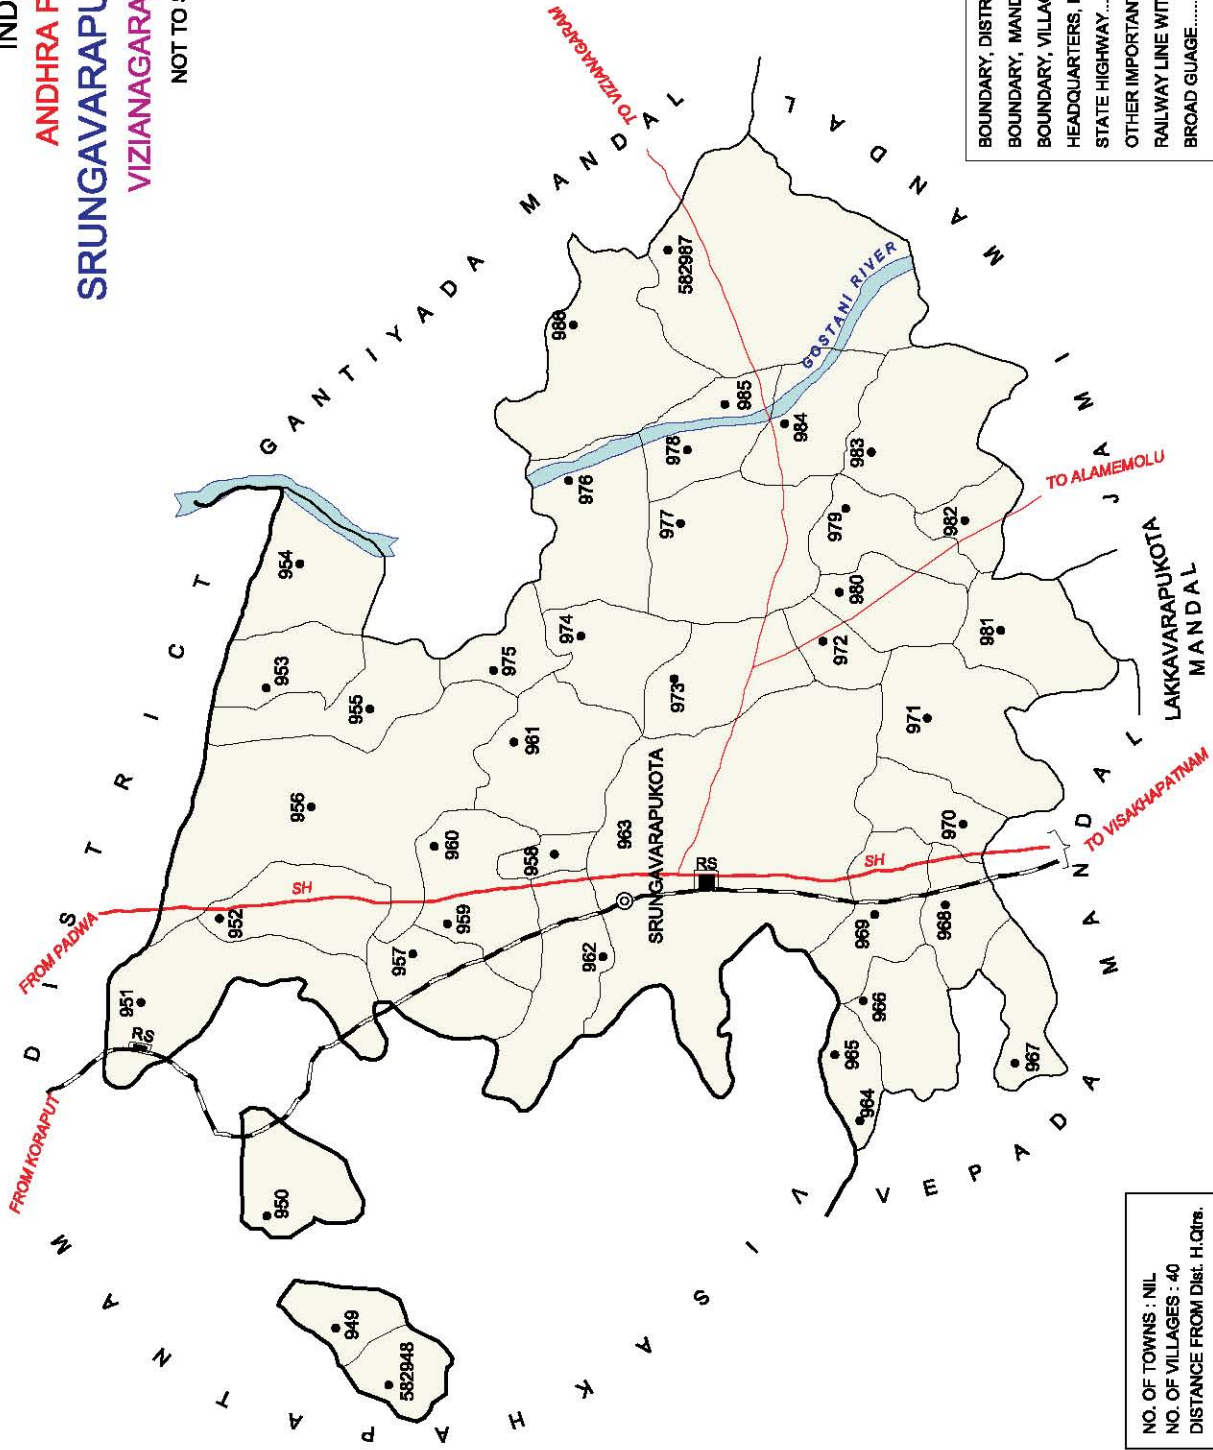 IND
ANDHRA
SRUNGAVARAPU
VIZIANAGARA
NOT TO
VISAKHAPATNAM DISTRICT
GANTIYADA MANDAL
JAMI MANDAL
LAKKAVARAPUKOTA
MANDAL
VEPADA MANDAL
FROM KORAPUT
FROM PADWA
TO VIZIANAGARAM
TO ALAMEMOLU
TO VISAKHAPATNAM
GOSTANI RIVER
SRUNGAVARAPUKOTA
RS
RS
SH
SH
582948
949
950
951
952
953
954
955
956
957
958
959
960
961
962
963
964
965
966
967
968
969
970
971
972
973
974
975
976
977
978
979
980
981
982
983
984
985
986
582987
BOUNDARY, DISTR
BOUNDARY, MAND
BOUNDARY, VILLAG
HEADQUARTERS,
STATE HIGHWAY...
OTHER IMPORTANT
RAILWAY LINE WIT
BROAD GUAGE......
NO. OF TOWNS : NIL
NO. OF VILLAGES : 40
DISTANCE FROM Dist. H.Qtrs.